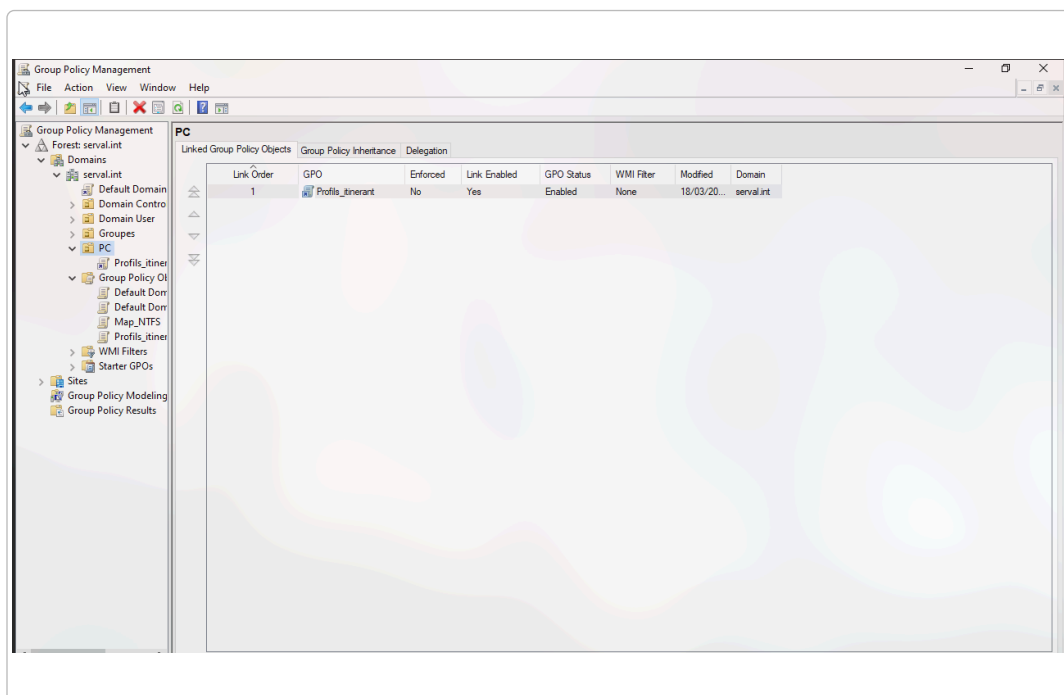 Group Policy Management
File Action View Window Help
Group Policy Management
Forest: serval.int
Domains
serval.int
Default Domain
Domain Contro
Domain User
Groupes
PC
Profils_itiner
Group Policy Ob
Default Dom
Default Dom
Map_NTFS
Profils_itiner
WMI Filters
Starter GPOs
Sites
Group Policy Modeling
Group Policy Results
PC
Linked Group Policy Objects Group Policy Inheritance Delegation
Link Order GPO Enforced Link Enabled GPO Status WMI Filter Modified Domain
1 Profils_itinerant No Yes Enabled None 18/03/20... serval.int